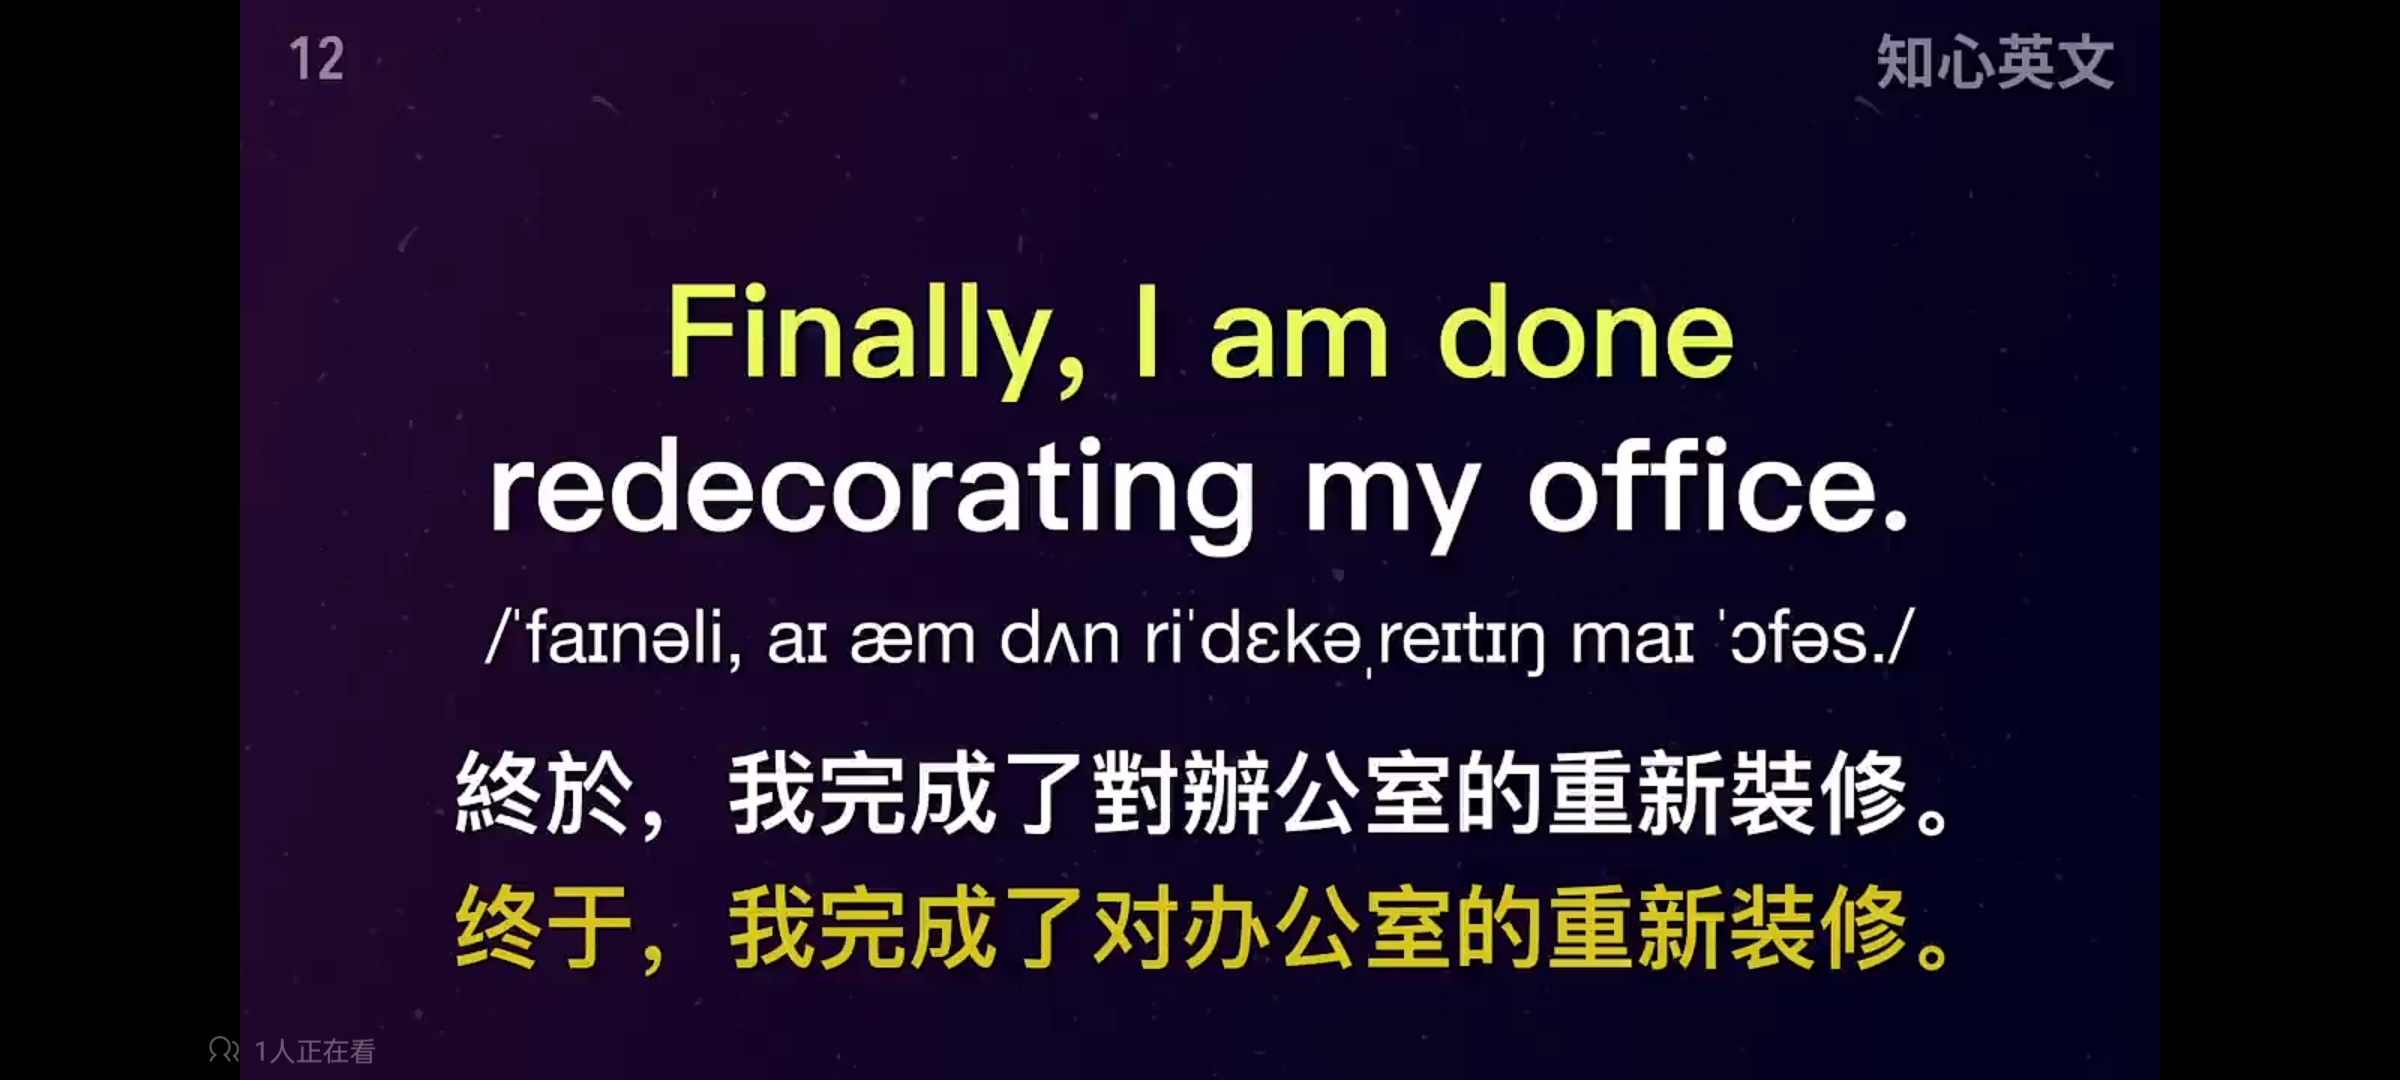 12
知心英文
Finally, I am done
redecorating my office.
/ˈfaɪnəli, aɪ æm dʌn riˈdɛkəˌreɪtɪŋ maɪ ˈɔfəs./
終於，我完成了對辦公室的重新裝修。
终于，我完成了对办公室的重新装修。
1人正在看